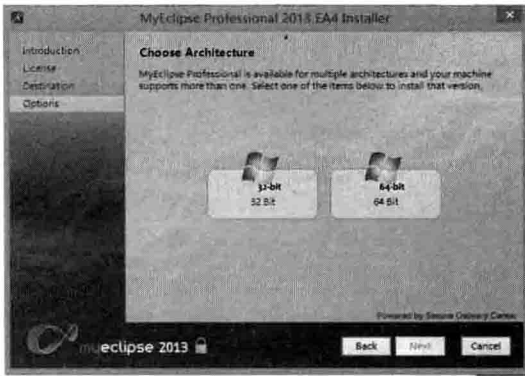 MyEclipse Professional 2013 EA4 Installer
Introduction
License
Destination
Options
Choose Architecture
MyEclipse Professional is available for multiple architectures and your machine
supports more than one. Select one of the items below to install that version.
32-bit
32 Bit
64-bit
64 Bit
Powered by Secure Delivery Center
myeclipse 2013
Back
Next
Cancel